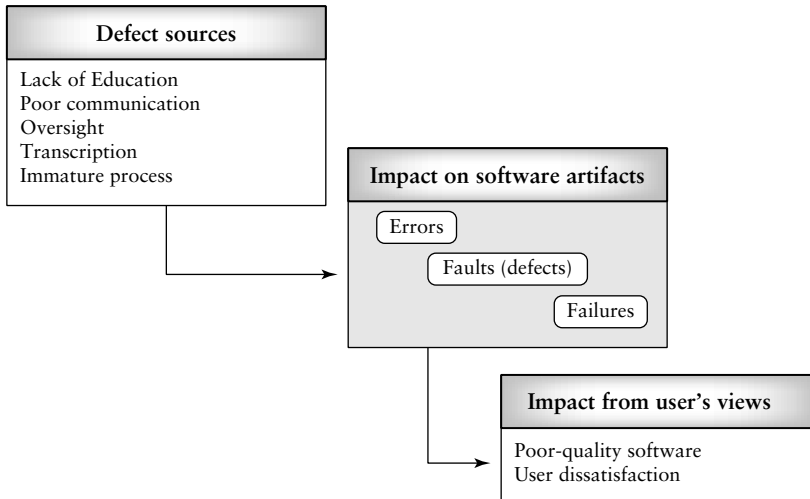 Defect sources
Lack of Education
Poor communication
Oversight
Transcription
Immature process
Impact on software artifacts
Errors
Faults (defects)
Failures
Impact from user's views
Poor-quality software
User dissatisfaction